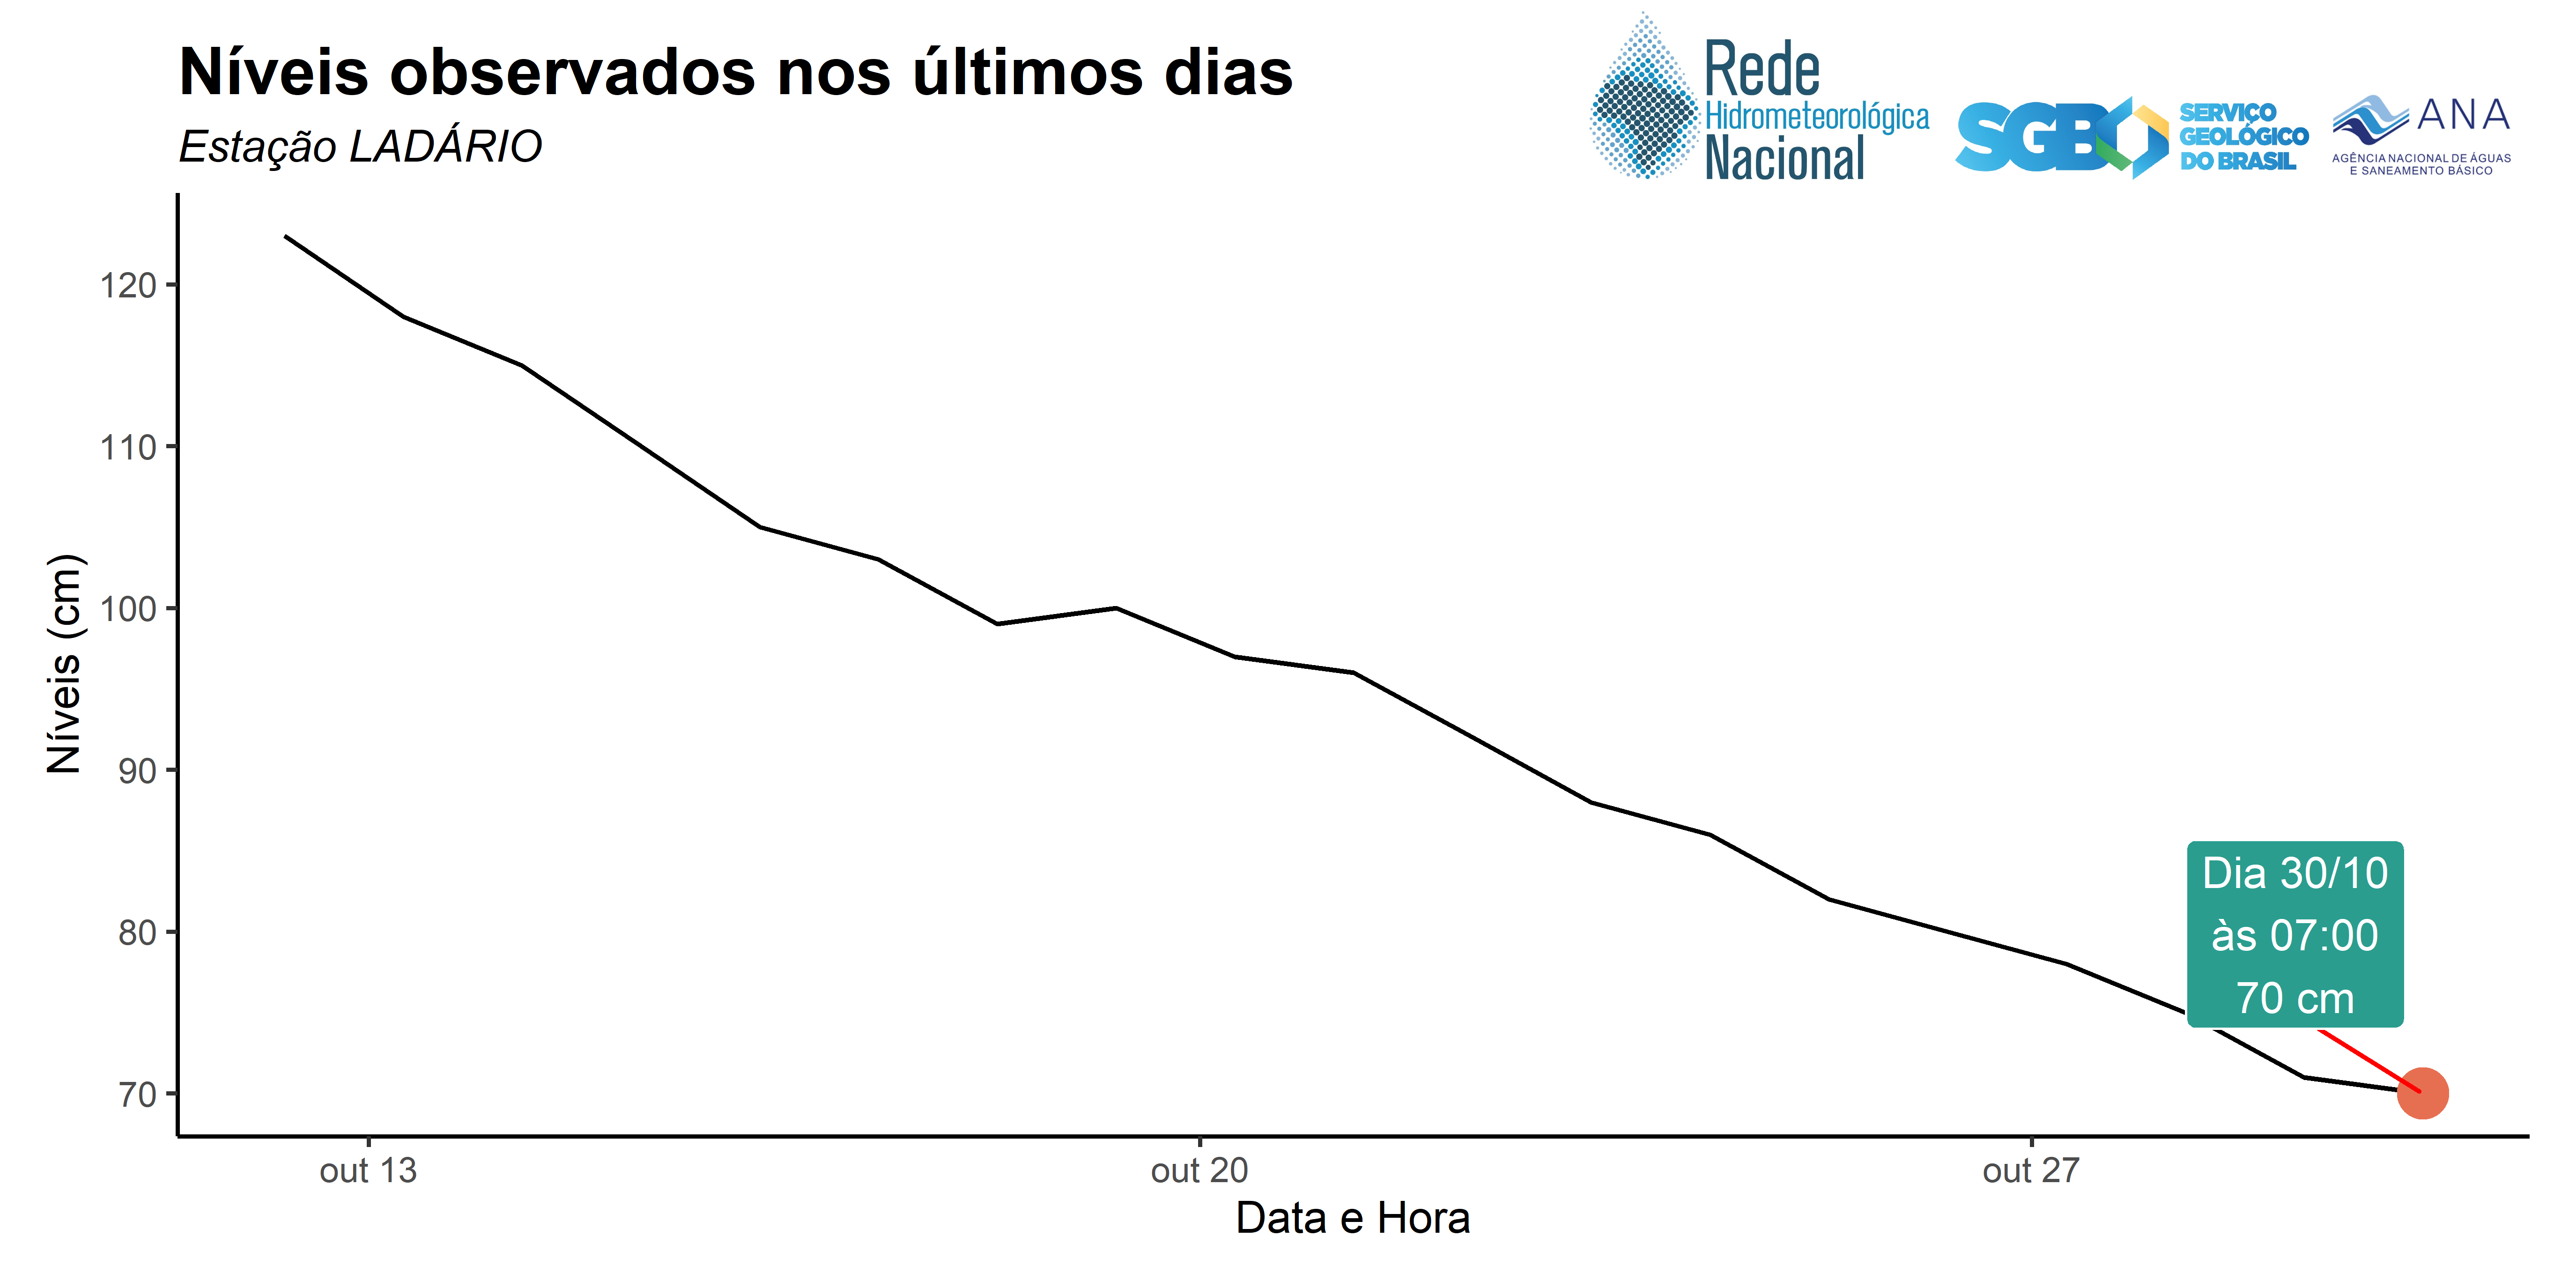 Níveis observados nos últimos dias
Estação LADÁRIO
Rede
Hidrometeorológica
Nacional
SGB
SERVIÇO
GEOLÓGICO
DO BRASIL
ANA
AGÊNCIA NACIONAL DE ÁGUAS
E SANEAMENTO BÁSICO
Níveis (cm)
120
110
100
90
80
70
Dia 30/10
às 07:00
70 cm
out 13
out 20
out 27
Data e Hora